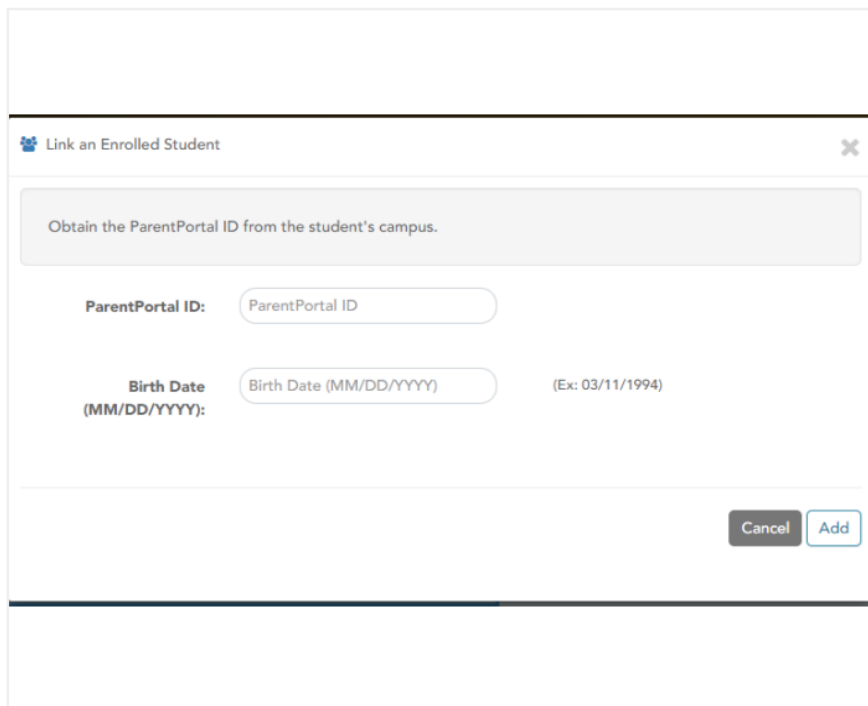 Link an Enrolled Student
Obtain the ParentPortal ID from the student's campus.
ParentPortal ID: ParentPortal ID
Birth Date (MM/DD/YYYY): Birth Date (MM/DD/YYYY) (Ex: 03/11/1994)
Cancel Add